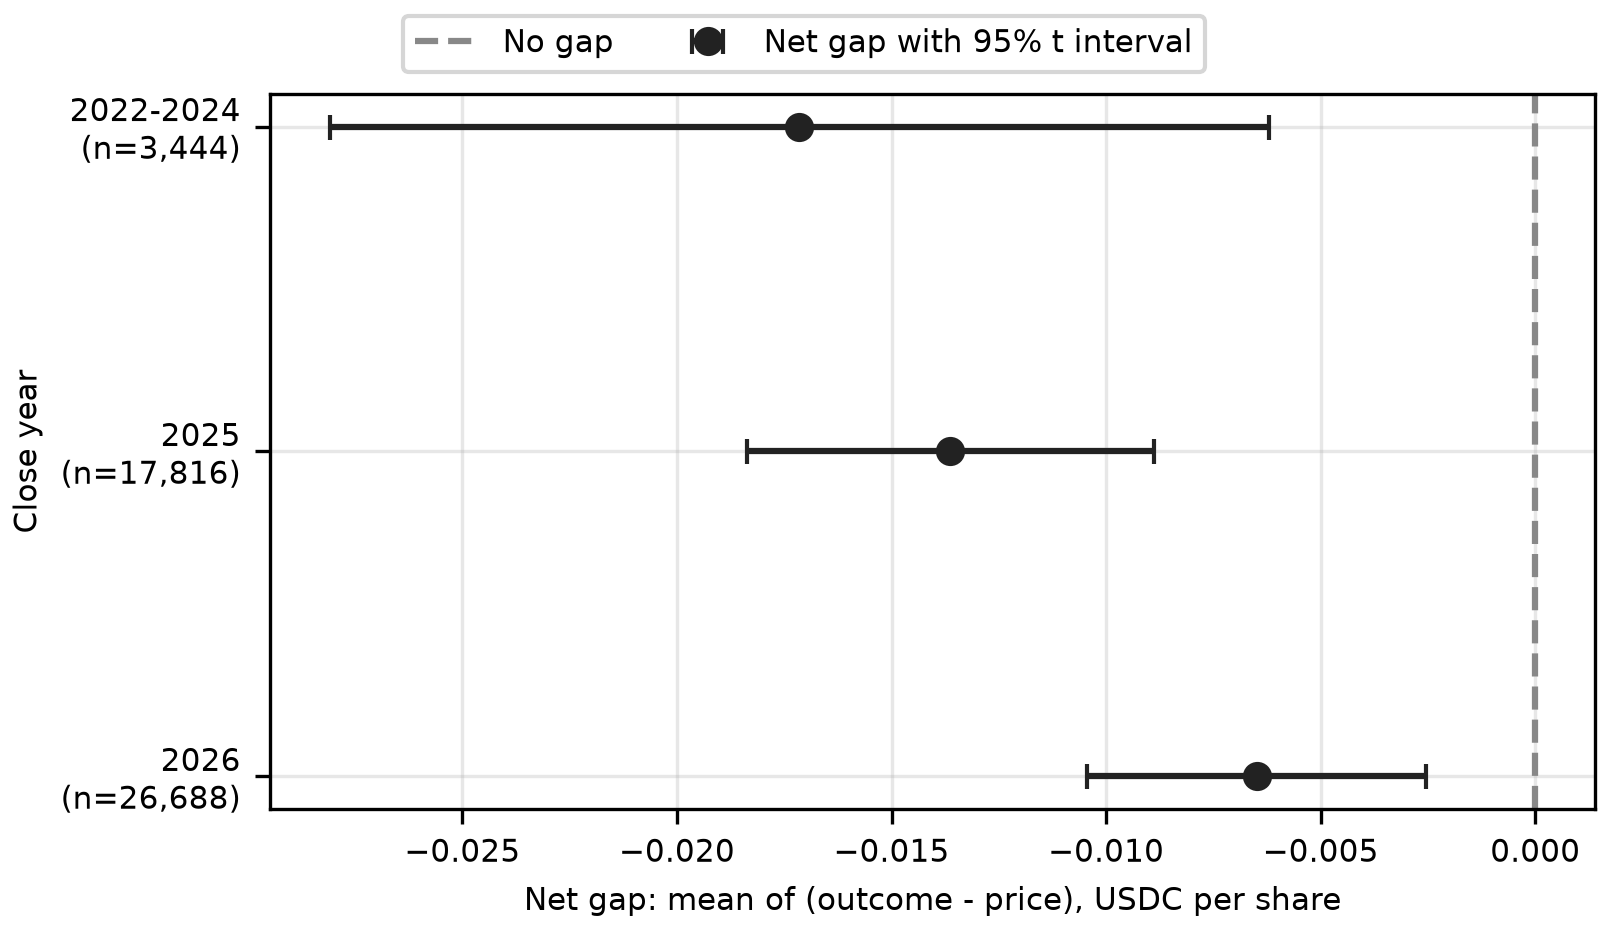 No gap
Net gap with 95% t interval
Close year
2022-2024
(n=3,444)
2025
(n=17,816)
2026
(n=26,688)
−0.025
−0.020
−0.015
−0.010
−0.005
0.000
Net gap: mean of (outcome - price), USDC per share